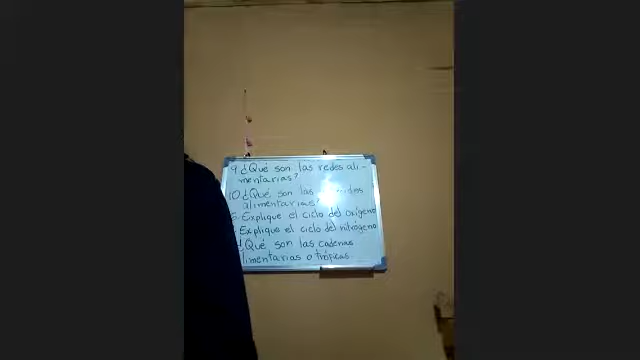 9 ¿Qué son las redes ali-
mentarias?
10 ¿Qué son las
alimentarias?
Explique el ciclo del oxígeno
Explique el ciclo del nitrógeno
¿Qué son las cadenas
limentarias o tróficas.